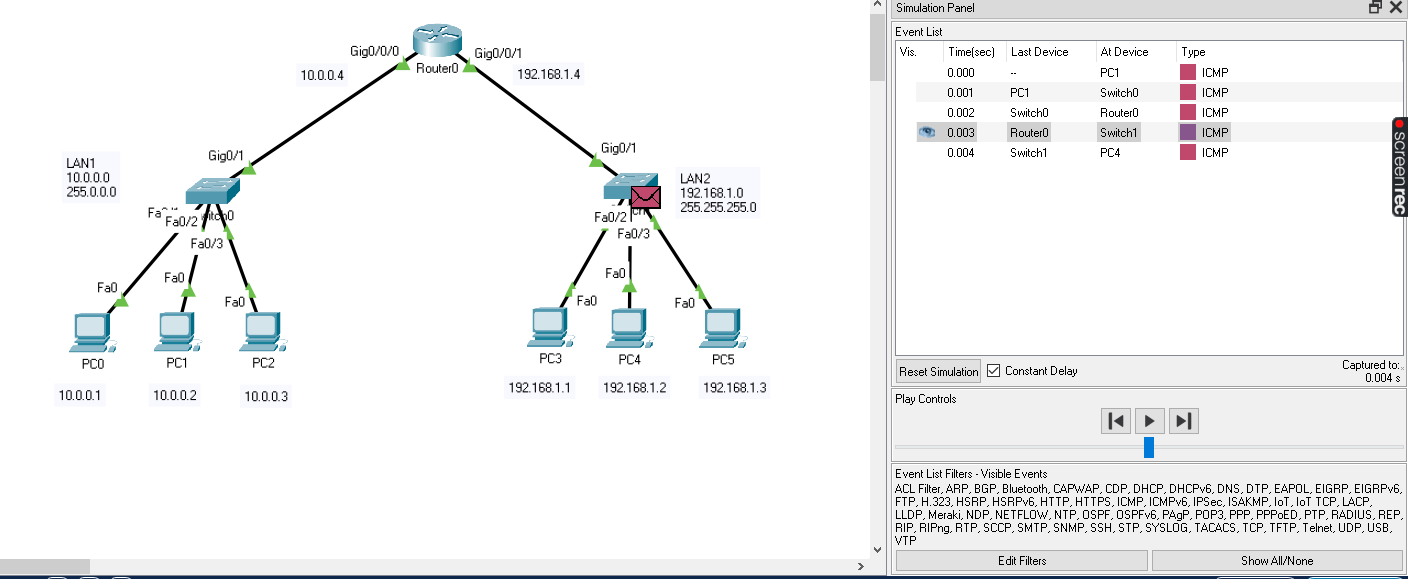 Gig0/0/0
Gig0/0/1
Router0
10.0.0.4
192.168.1.4
Gig0/1
Gig0/1
LAN1
10.0.0.0
255.0.0.0
LAN2
192.168.1.0
255.255.255.0
Fa0/2
Fa0/3
Fa0/2
Fa0/3
Fa0
Fa0
Fa0
Fa0
Fa0
Fa0
PC0
PC1
PC2
PC3
PC4
PC5
10.0.0.1
10.0.0.2
10.0.0.3
192.168.1.1
192.168.1.2
192.168.1.3
Simulation Panel
Event List
Vis. Time(sec) Last Device At Device Type
0.000 -- PC1 ICMP
0.001 PC1 Switch0 ICMP
0.002 Switch0 Router0 ICMP
0.003 Router0 Switch1 ICMP
0.004 Switch1 PC4 ICMP
Reset Simulation Constant Delay
Captured to:
0.004 s
Play Controls
Event List Filters - Visible Events
ACL Filter, ARP, BGP, Bluetooth, CAPWAP, CDP, DHCP, DHCPv6, DNS, DTP, EAPOL, EIGRP, EIGRPv6,
FTP, H.323, HSRP, HSRPv6, HTTP, HTTPS, ICMP, ICMPv6, IPSec, ISAKMP, IoT, IoT TCP, LACP,
LLDP, Meraki, NDP, NETFLOW, NTP, OSPF, OSPFv6, PAgP, POP3, PPP, PPPoED, PTP, RADIUS, REP,
RIP, RIPng, RTP, SCCP, SMTP, SNMP, SSH, STP, SYSLOG, TACACS, TCP, TFTP, Telnet, UDP, USB,
VTP
Edit Filters Show All/None
screenrec